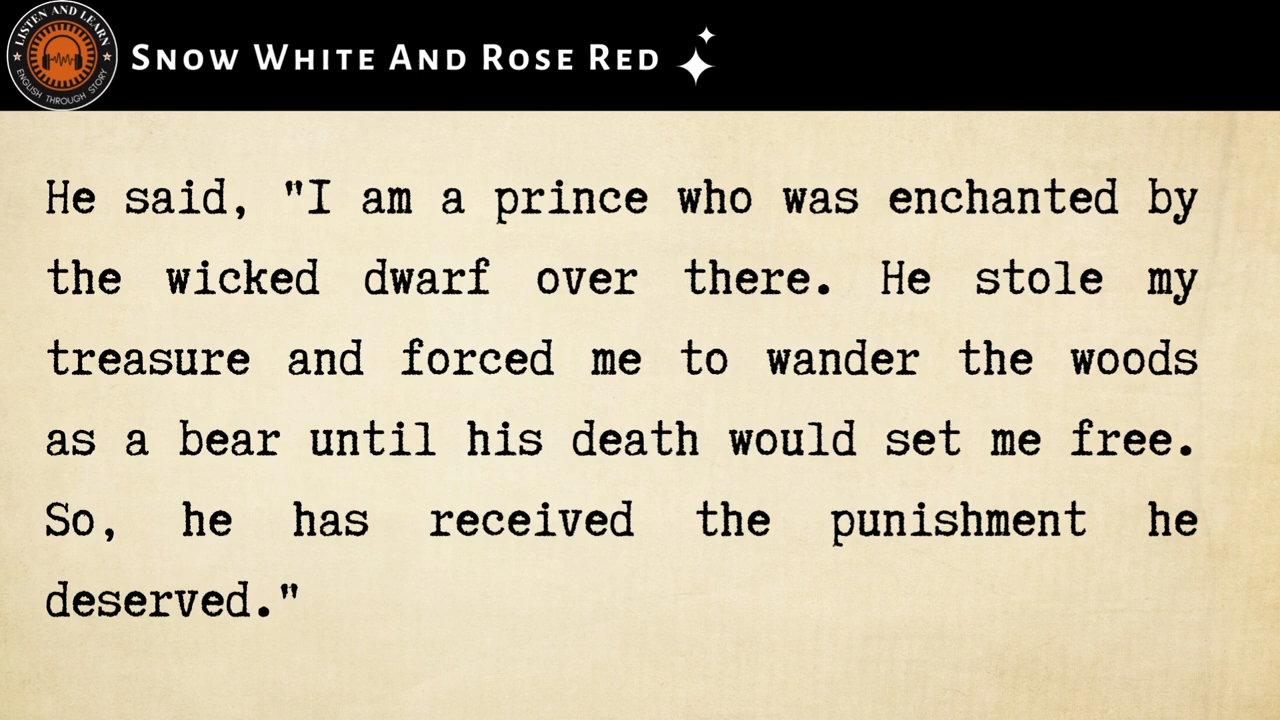 LISTEN AND LEARN
ENGLISH THROUGH STORY
Snow White And Rose Red
He said, "I am a prince who was enchanted by
the wicked dwarf over there. He stole my
treasure and forced me to wander the woods
as a bear until his death would set me free.
So, he has received the punishment he
deserved."